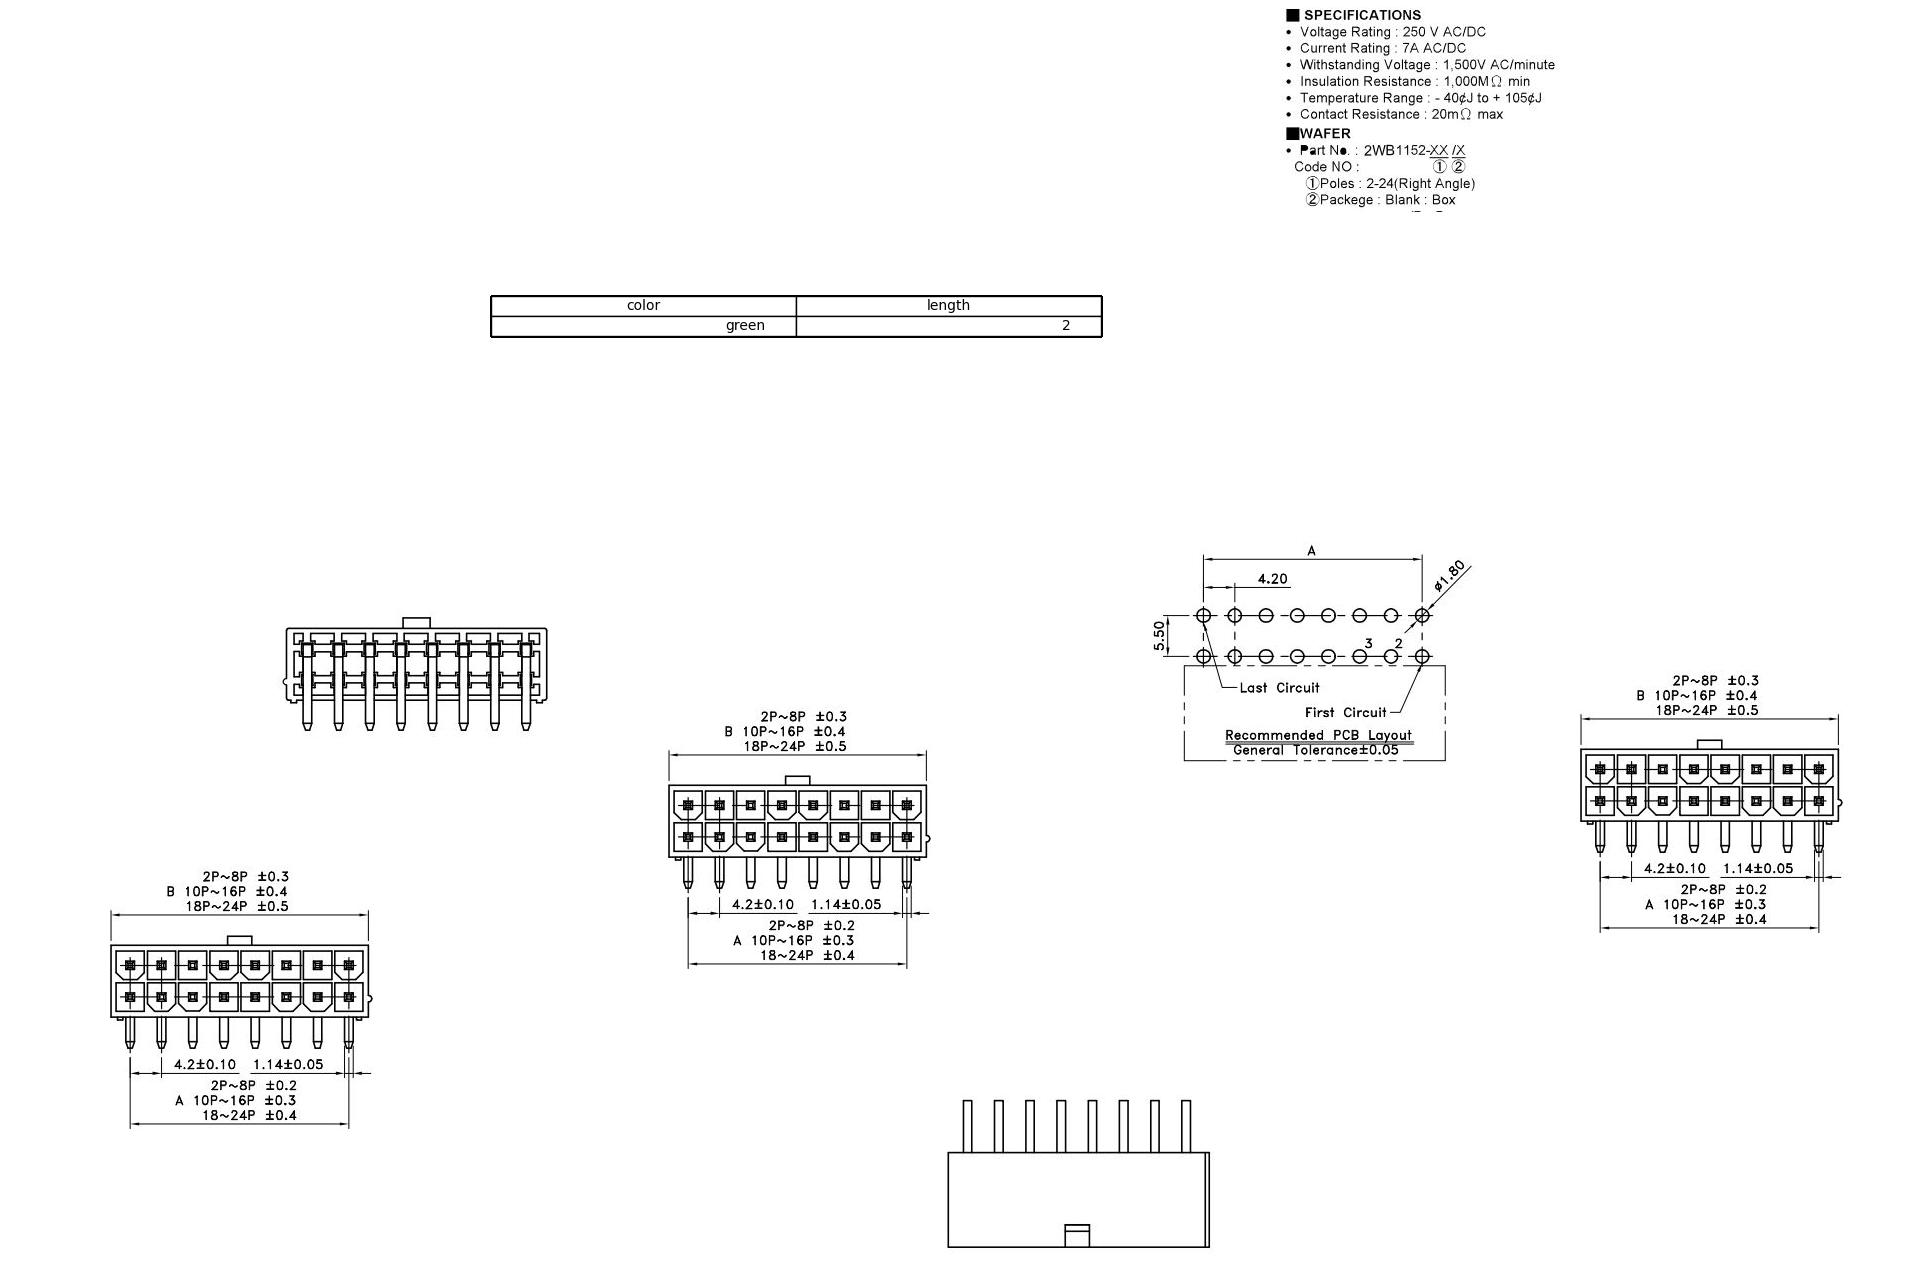 ■ SPECIFICATIONS
• Voltage Rating : 250 V AC/DC
• Current Rating : 7A AC/DC
• Withstanding Voltage : 1,500V AC/minute
• Insulation Resistance : 1,000MΩ min
• Temperature Range : - 40¢J to + 105¢J
• Contact Resistance : 20mΩ max
■WAFER
• Part No. : 2WB1152-XX /X
Code NO : ① ②
①Poles : 2-24(Right Angle)
②Packege : Blank : Box
color length
green 2
A
4.20
ø1.80
5.50
3 2
Last Circuit
First Circuit
Recommended PCB Layout
General Tolerance±0.05
2P~8P ±0.3
B 10P~16P ±0.4
18P~24P ±0.5
4.2±0.10 1.14±0.05
2P~8P ±0.2
A 10P~16P ±0.3
18~24P ±0.4
2P~8P ±0.3
B 10P~16P ±0.4
18P~24P ±0.5
4.2±0.10 1.14±0.05
2P~8P ±0.2
A 10P~16P ±0.3
18~24P ±0.4
2P~8P ±0.3
B 10P~16P ±0.4
18P~24P ±0.5
4.2±0.10 1.14±0.05
2P~8P ±0.2
A 10P~16P ±0.3
18~24P ±0.4